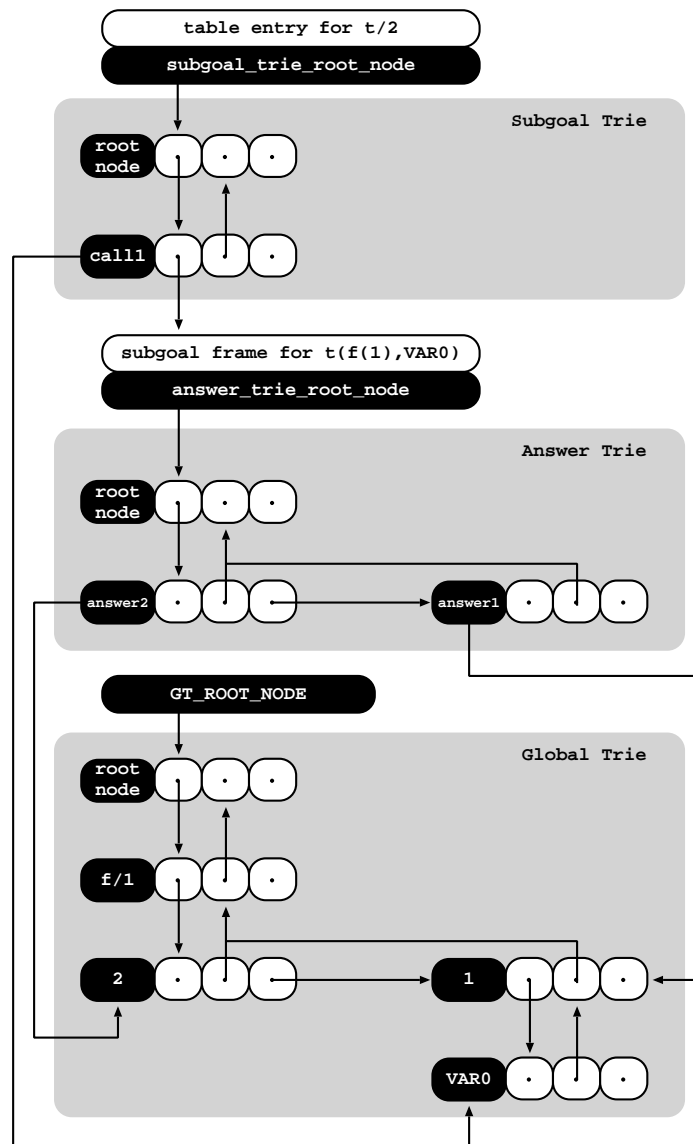 table entry for t/2
subgoal_trie_root_node
Subgoal Trie
root
node
call1
subgoal frame for t(f(1),VAR0)
answer_trie_root_node
Answer Trie
root
node
answer2
answer1
GT_ROOT_NODE
Global Trie
root
node
f/1
2
1
VAR0